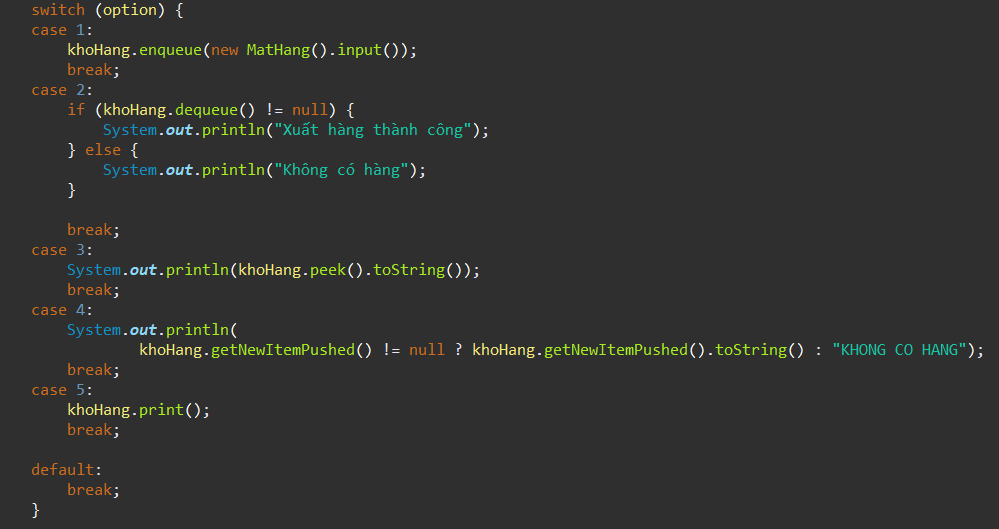 switch (option) {
case 1:
    khoHang.enqueue(new MatHang().input());
    break;
case 2:
    if (khoHang.dequeue() != null) {
        System.out.println("Xuất hàng thành công");
    } else {
        System.out.println("Không có hàng");
    }

    break;
case 3:
    System.out.println(khoHang.peek().toString());
    break;
case 4:
    System.out.println(
            khoHang.getNewItemPushed() != null ? khoHang.getNewItemPushed().toString() : "KHONG CO HANG");
    break;
case 5:
    khoHang.print();
    break;

default:
    break;
}